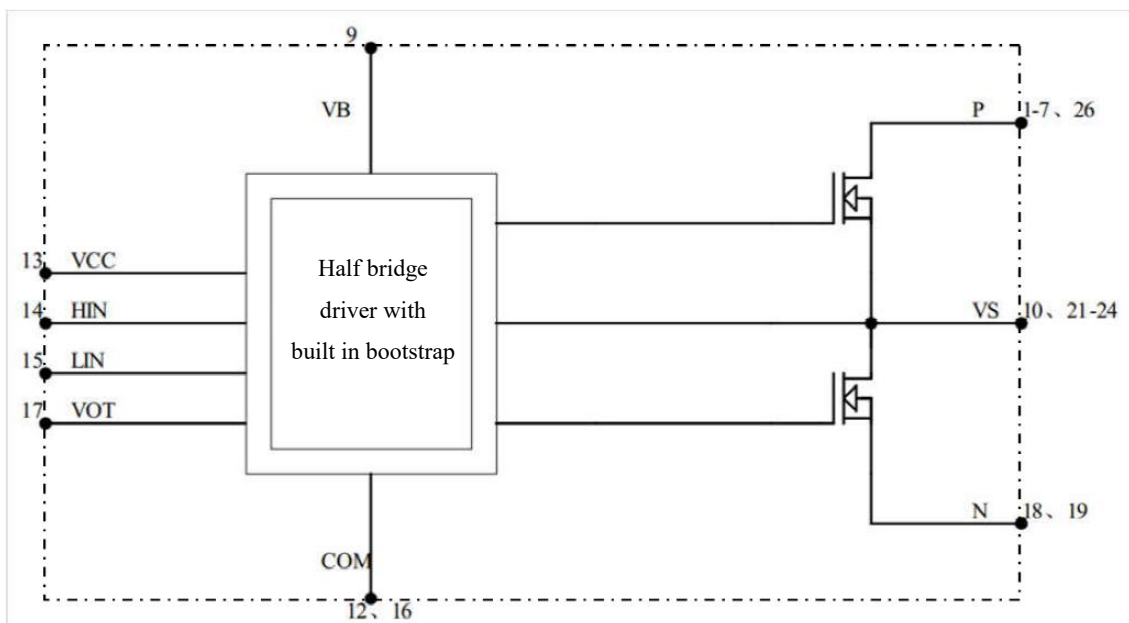 9
VB
P 1-7、26
13 VCC
Half bridge
driver with
built in bootstrap
14 HIN
VS 10、21-24
15 LIN
17 VOT
N 18、19
COM
12、16